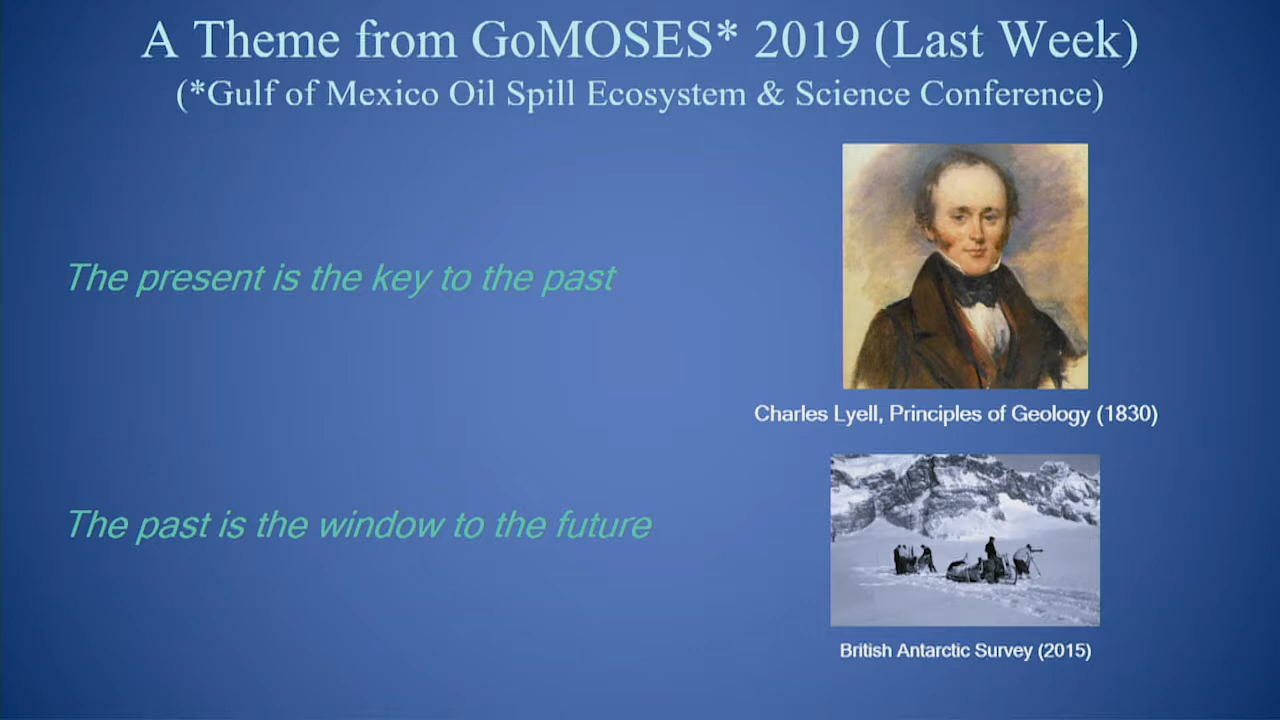 A Theme from GoMOSES* 2019 (Last Week)
(*Gulf of Mexico Oil Spill Ecosystem & Science Conference)
The present is the key to the past
Charles Lyell, Principles of Geology (1830)
The past is the window to the future
British Antarctic Survey (2015)